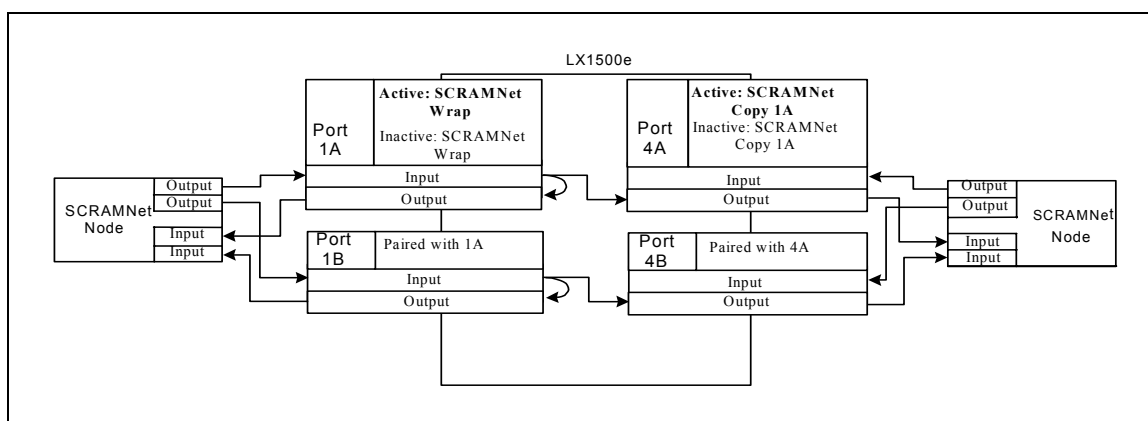 LX1500e
Port
1A
Active: SCRAMNet
Wrap
Inactive: SCRAMNet
Wrap
Input
Output
Port
4A
Active: SCRAMNet
Copy 1A
Inactive: SCRAMNet
Copy 1A
Input
Output
SCRAMNet
Node
Output
Output
Input
Input
Output
Output
Input
Input
SCRAMNet
Node
Port
1B
Paired with 1A
Input
Output
Port
4B
Paired with 4A
Input
Output